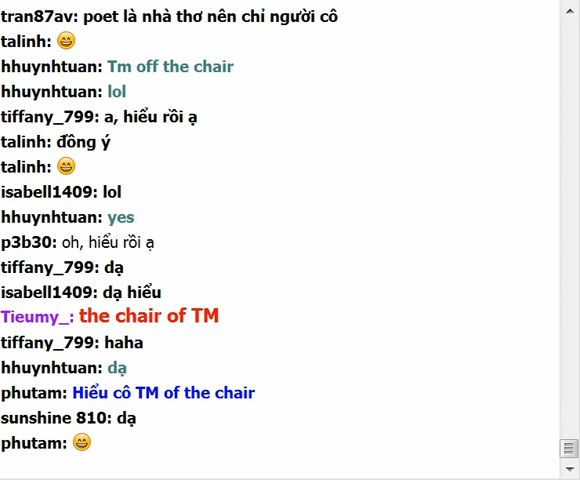 tran87av: poet là nhà thơ nên chỉ người cô
talinh: 😄
hhuynhtuan: Tm off the chair
hhuynhtuan: lol
tiffany_799: a, hiểu rồi ạ
talinh: đồng ý
talinh: 😄
isabell1409: lol
hhuynhtuan: yes
p3b30: oh, hiểu rồi ạ
tiffany_799: dạ
isabell1409: dạ hiểu
Tieumy_: the chair of TM
tiffany_799: haha
hhuynhtuan: dạ
phutam: Hiểu cô TM of the chair
sunshine 810: dạ
phutam: 😄